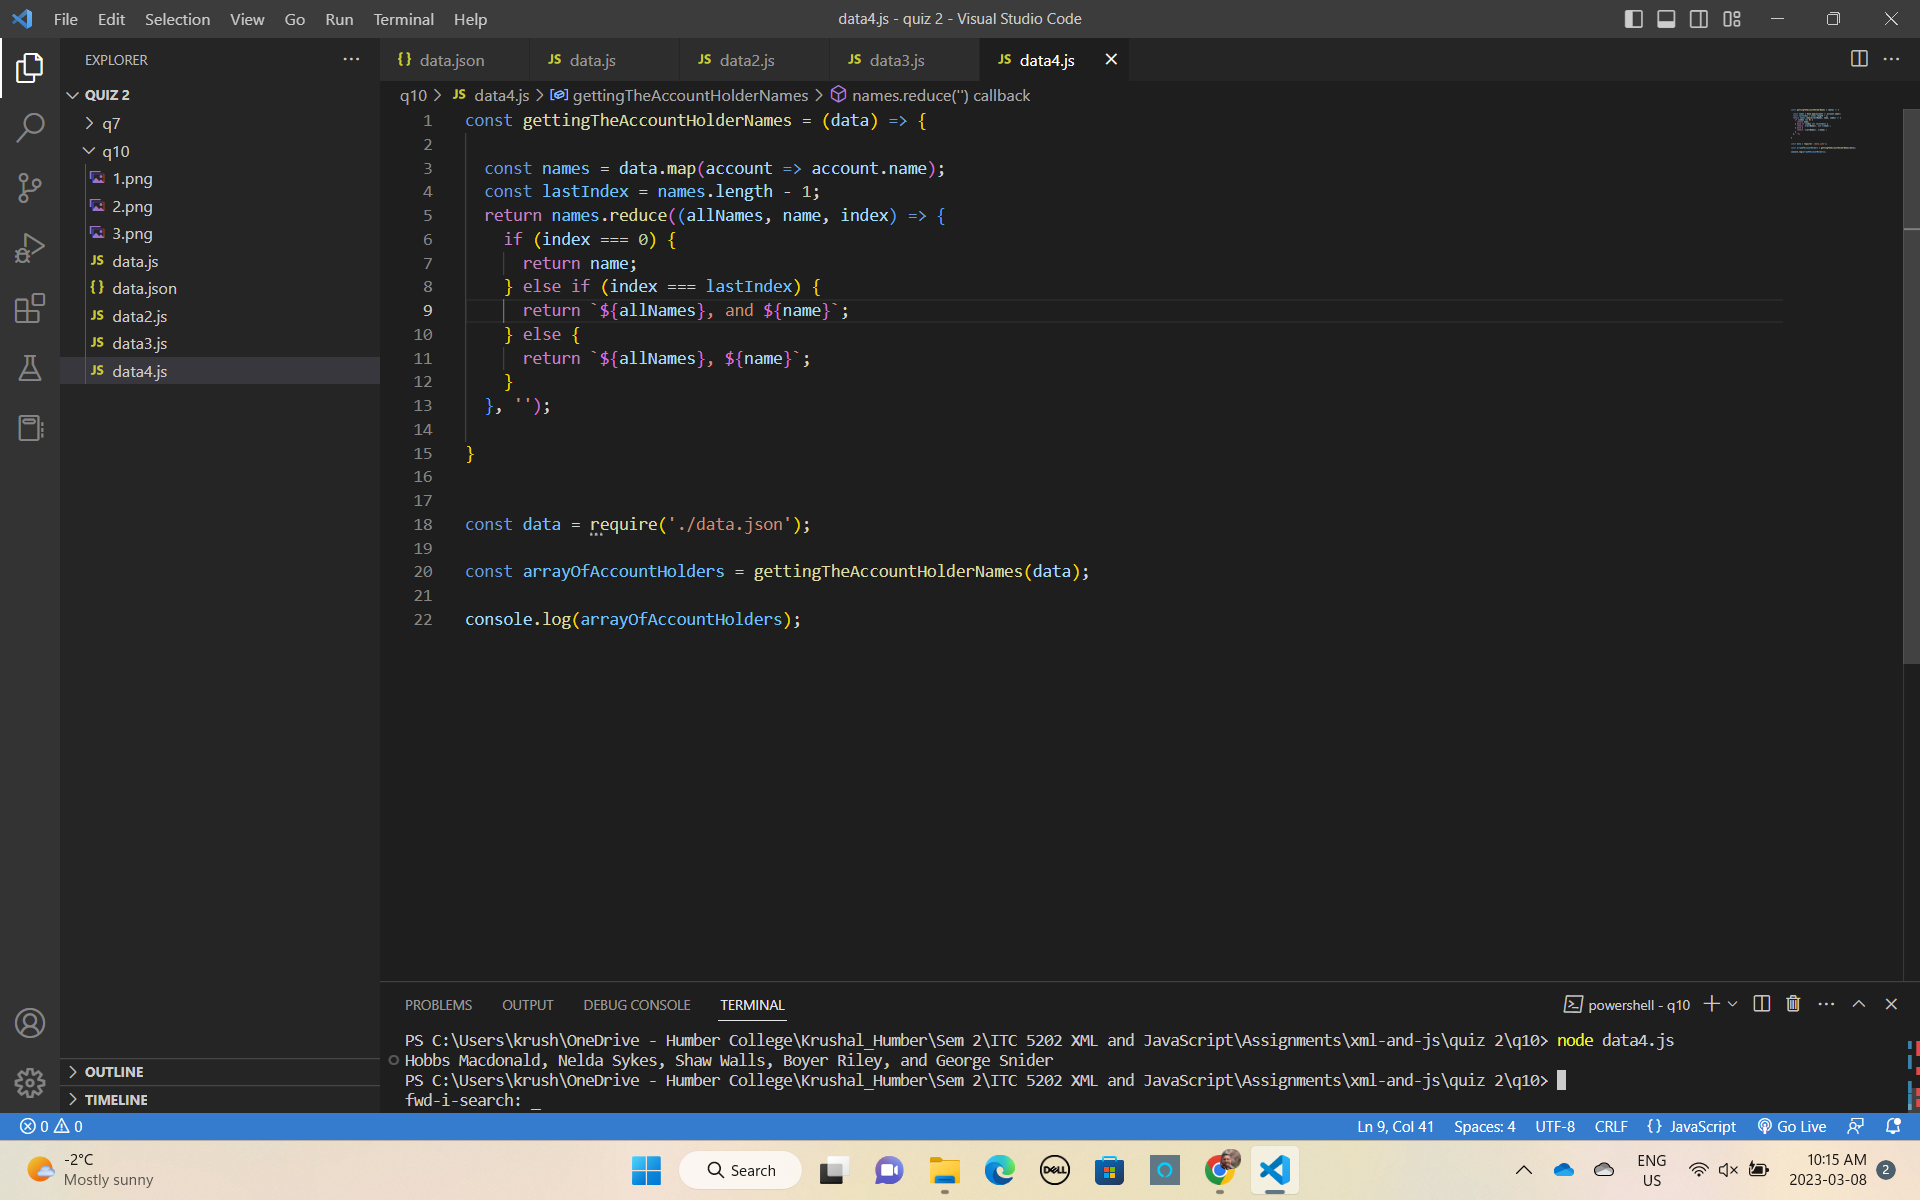 File Edit Selection View Go Run Terminal Help
data4.js - quiz 2 - Visual Studio Code
EXPLORER
QUIZ 2
q7
q10
1.png
2.png
3.png
JS data.js
{} data.json
JS data2.js
JS data3.js
JS data4.js
OUTLINE
TIMELINE
{} data.json JS data.js JS data2.js JS data3.js JS data4.js
q10 > JS data4.js > gettingTheAccountHolderNames > names.reduce('') callback
1 const gettingTheAccountHolderNames = (data) => {
2
3 const names = data.map(account => account.name);
4 const lastIndex = names.length - 1;
5 return names.reduce((allNames, name, index) => {
6 if (index === 0) {
7 return name;
8 } else if (index === lastIndex) {
9 return `${allNames}, and ${name}`;
10 } else {
11 return `${allNames}, ${name}`;
12 }
13 }, '');
14
15 }
16
17
18 const data = require('./data.json');
19
20 const arrayOfAccountHolders = gettingTheAccountHolderNames(data);
21
22 console.log(arrayOfAccountHolders);
PROBLEMS OUTPUT DEBUG CONSOLE TERMINAL
powershell - q10
PS C:\Users\krush\OneDrive - Humber College\Krushal_Humber\Sem 2\ITC 5202 XML and JavaScript\Assignments\xml-and-js\quiz 2\q10> node data4.js
Hobbs Macdonald, Nelda Sykes, Shaw Walls, Boyer Riley, and George Snider
PS C:\Users\krush\OneDrive - Humber College\Krushal_Humber\Sem 2\ITC 5202 XML and JavaScript\Assignments\xml-and-js\quiz 2\q10>
fwd-i-search: _
0 0
Ln 9, Col 41 Spaces: 4 UTF-8 CRLF {} JavaScript Go Live
-2°C
Mostly sunny
Search
DELL
ENG
US
10:15 AM
2023-03-08
2